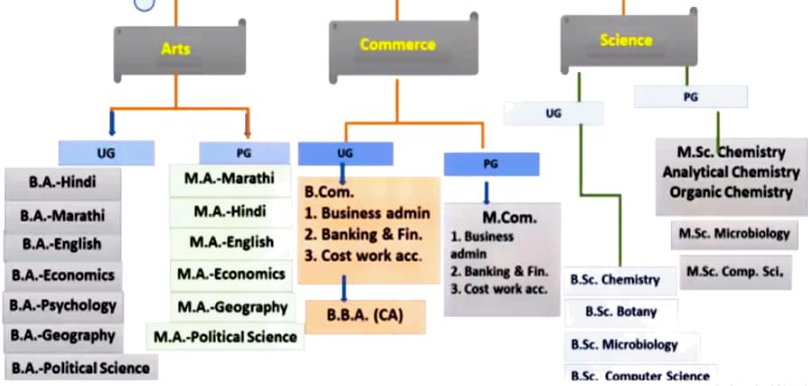 Arts
Commerce
Science
UG
PG
UG
PG
UG
PG
B.A.-Hindi
B.A.-Marathi
B.A.-English
B.A.-Economics
B.A.-Psychology
B.A.-Geography
B.A.-Political Science
M.A.-Marathi
M.A.-Hindi
M.A.-English
M.A.-Economics
M.A.-Geography
M.A.-Political Science
B.Com.
1. Business admin
2. Banking & Fin.
3. Cost work acc.
B.B.A. (CA)
M.Com.
1. Business
admin
2. Banking & Fin.
3. Cost work acc.
B.Sc. Chemistry
B.Sc. Botany
B.Sc. Microbiology
B.Sc. Computer Science
M.Sc. Chemistry
Analytical Chemistry
Organic Chemistry
M.Sc. Microbiology
M.Sc. Comp. Sci.